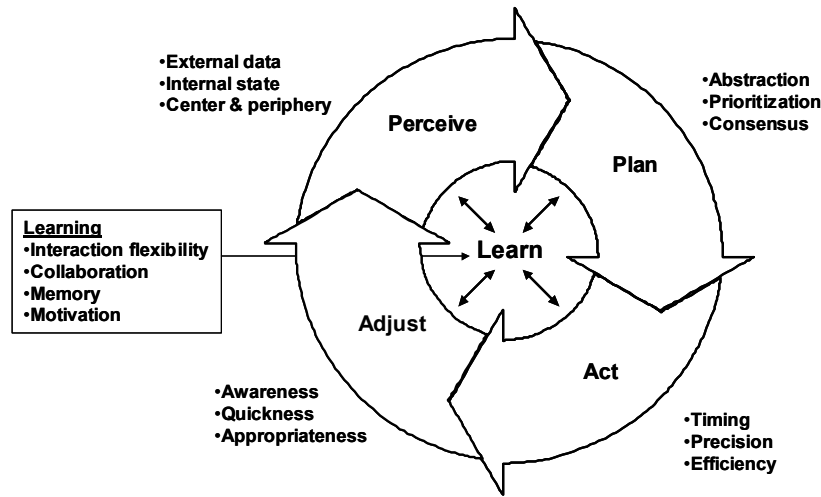 •External data
•Internal state
•Center & periphery
Perceive
•Abstraction
•Prioritization
•Consensus
Plan
Learning
•Interaction flexibility
•Collaboration
•Memory
•Motivation
Learn
Adjust
Act
•Awareness
•Quickness
•Appropriateness
•Timing
•Precision
•Efficiency